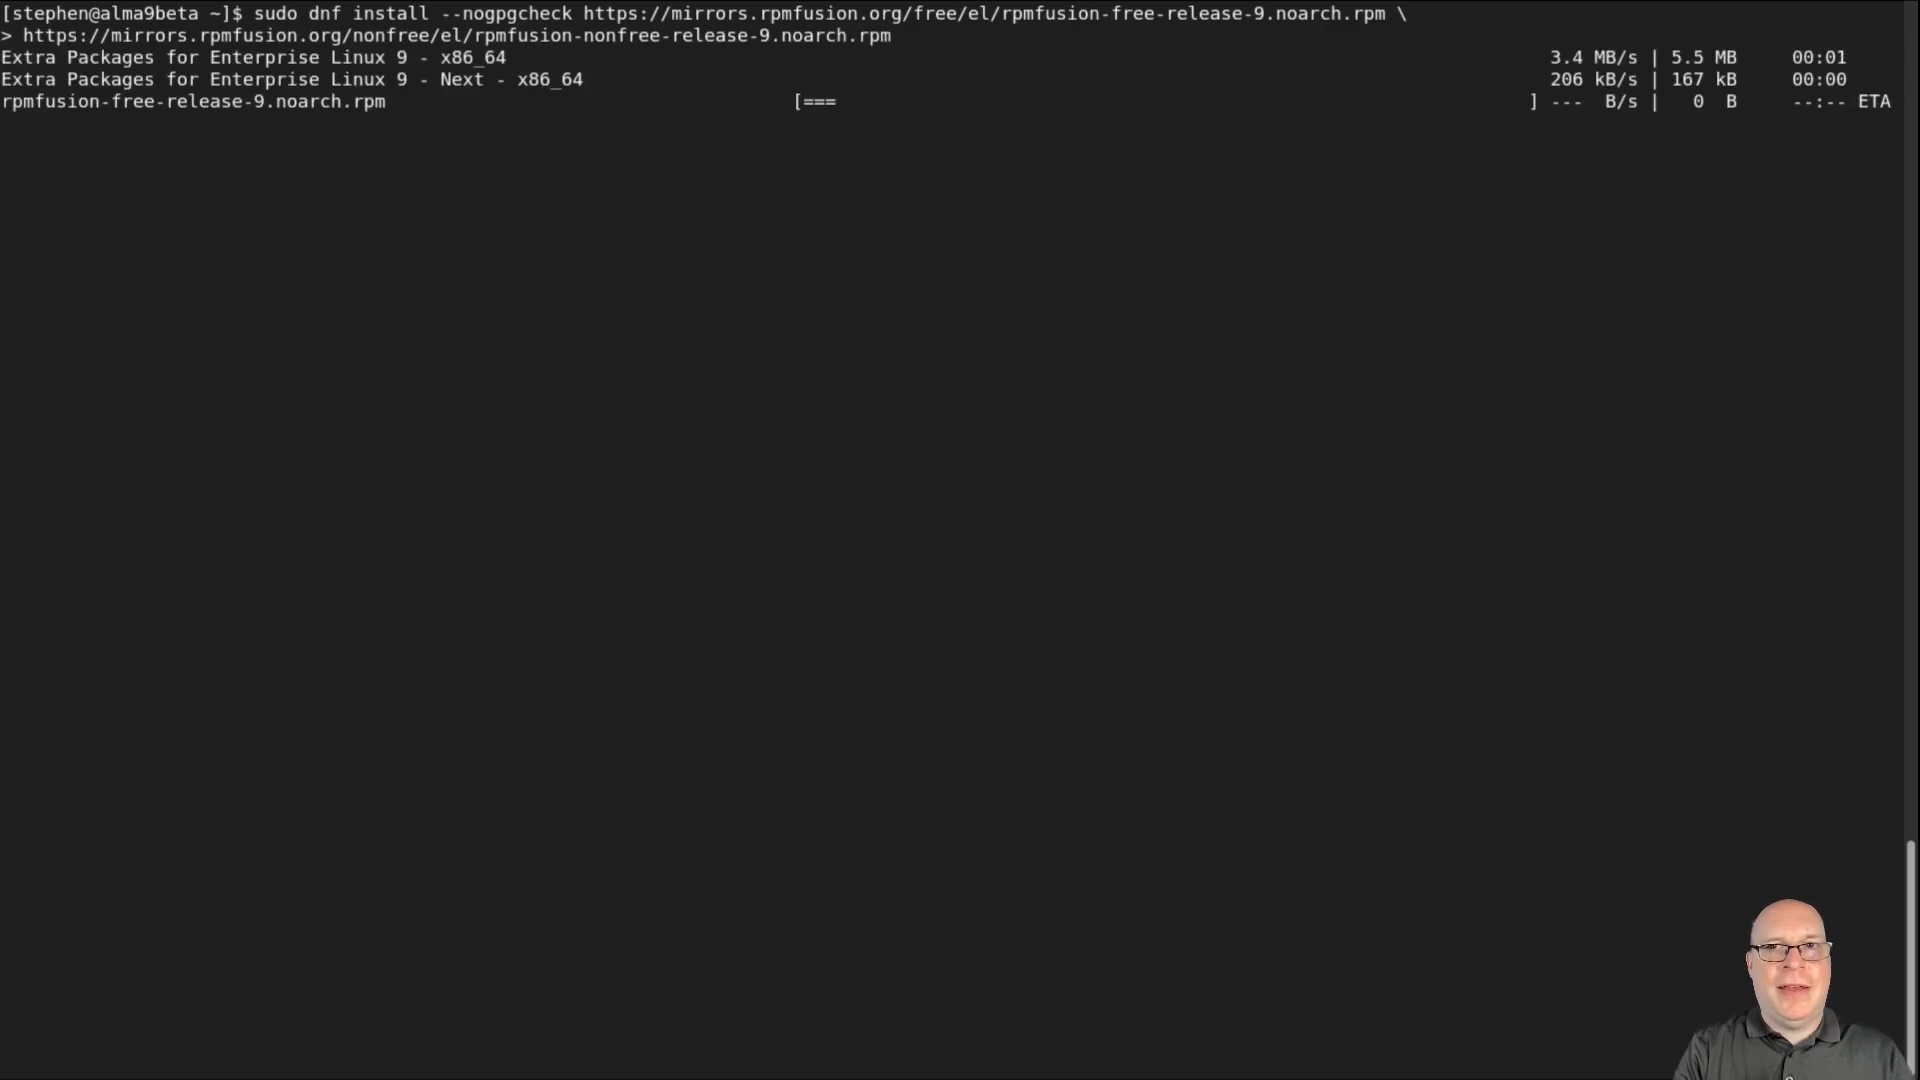 [stephen@alma9beta ~]$ sudo dnf install --nogpgcheck https://mirrors.rpmfusion.org/free/el/rpmfusion-free-release-9.noarch.rpm \
> https://mirrors.rpmfusion.org/nonfree/el/rpmfusion-nonfree-release-9.noarch.rpm
Extra Packages for Enterprise Linux 9 - x86_64 3.4 MB/s | 5.5 MB 00:01
Extra Packages for Enterprise Linux 9 - Next - x86_64 206 kB/s | 167 kB 00:00
rpmfusion-free-release-9.noarch.rpm [=== ] --- B/s | 0 B --:-- ETA